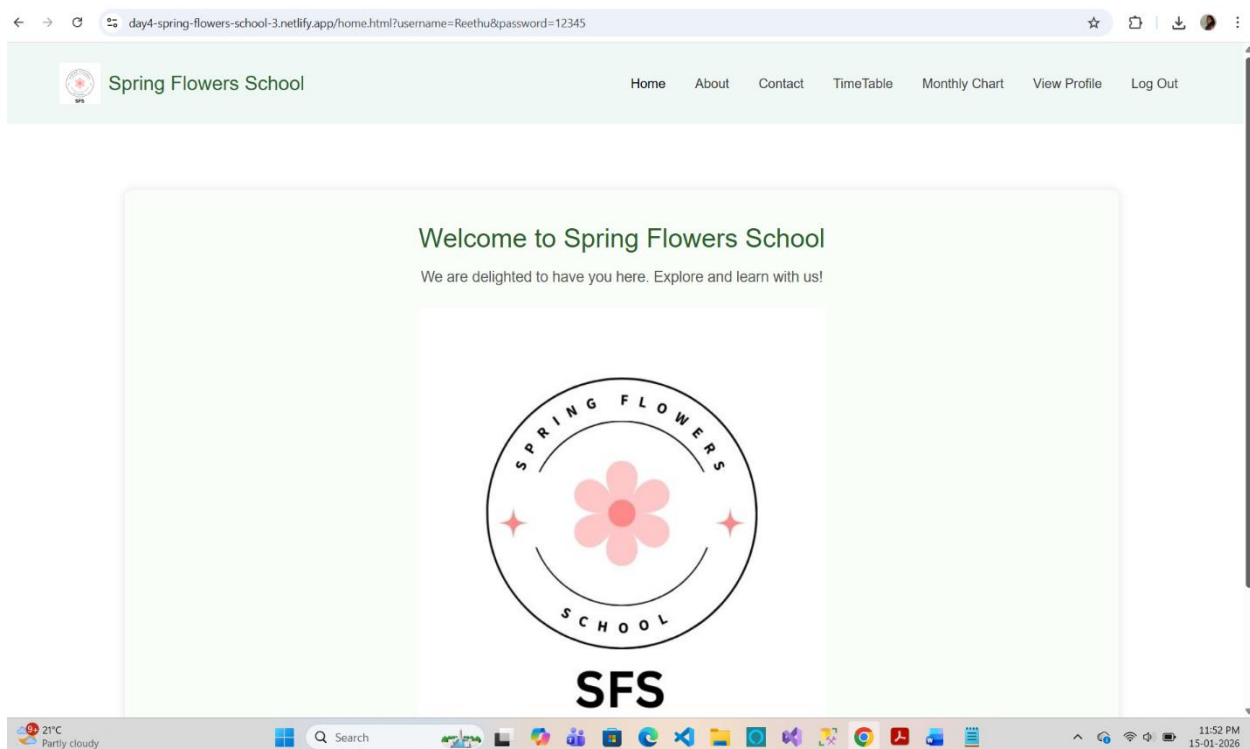 day4-spring-flowers-school-3.netlify.app/home.html?username=Reethu&password=12345
SFS
Spring Flowers School
Home About Contact TimeTable Monthly Chart View Profile Log Out
Welcome to Spring Flowers School
We are delighted to have you here. Explore and learn with us!
SPRING FLOWERS
SCHOOL
SFS
9+
21°C
Partly cloudy
Search
11:52 PM
15-01-2026